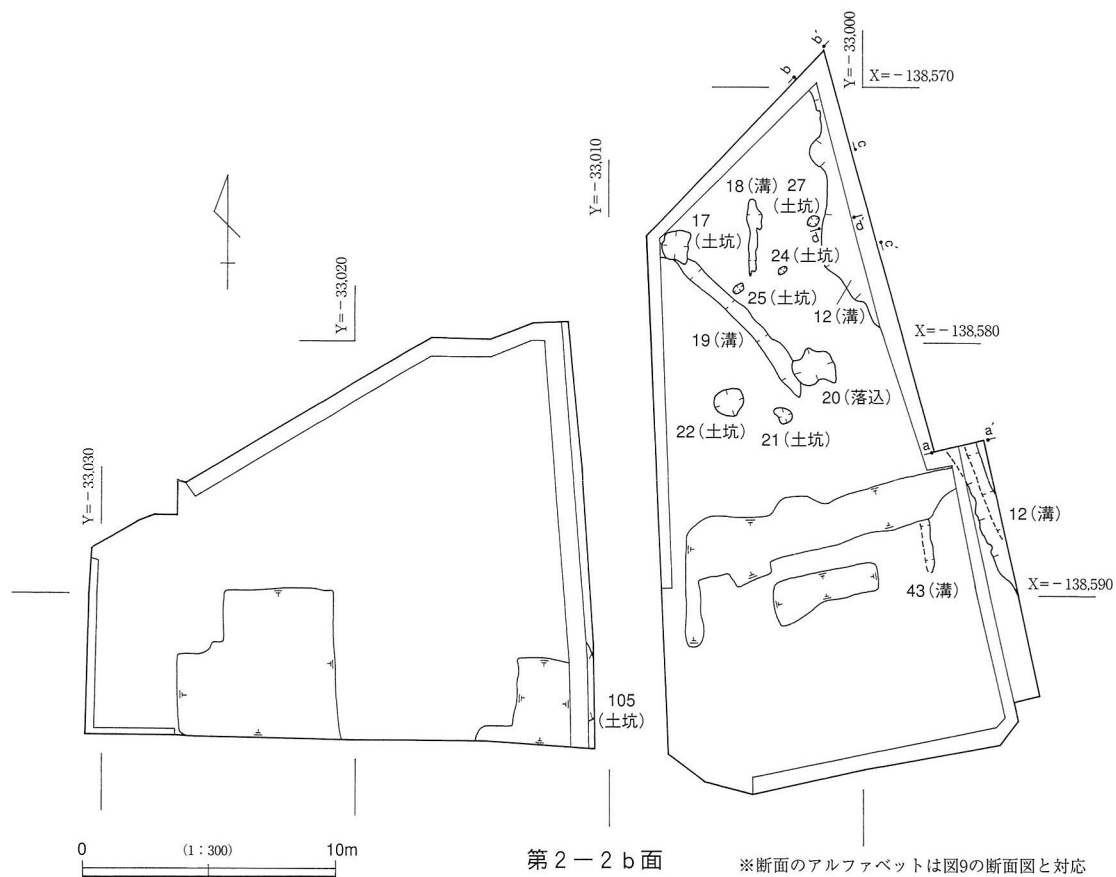 Y=－33,000
X=－138,570
b´
b
c
Y=－33,010
18(溝)
27
(土坑)
17
(土坑)
d
d´
c´
24(土坑)
25(土坑)
12(溝)
Y=－33,020
19(溝)
X=－138,580
20(落込)
22(土坑)
21(土坑)
a
a´
Y=－33,030
12(溝)
43(溝)
X=－138,590
105
(土坑)
0
(1：300)
10m
第２－２ｂ面
※断面のアルファベットは図9の断面図と対応